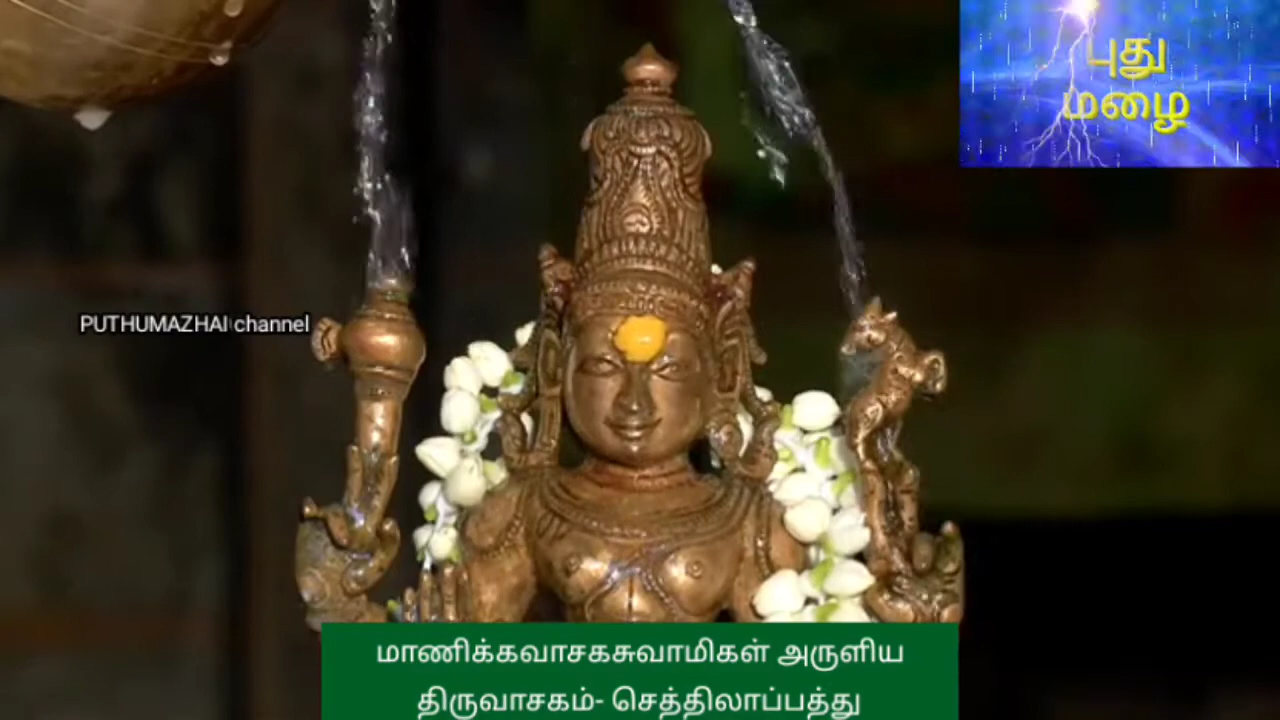 புது
மழை
PUTHUMAZHAI channel
மாணிக்கவாசகசுவாமிகள் அருளிய
திருவாசகம்- செத்திலாப்பத்து